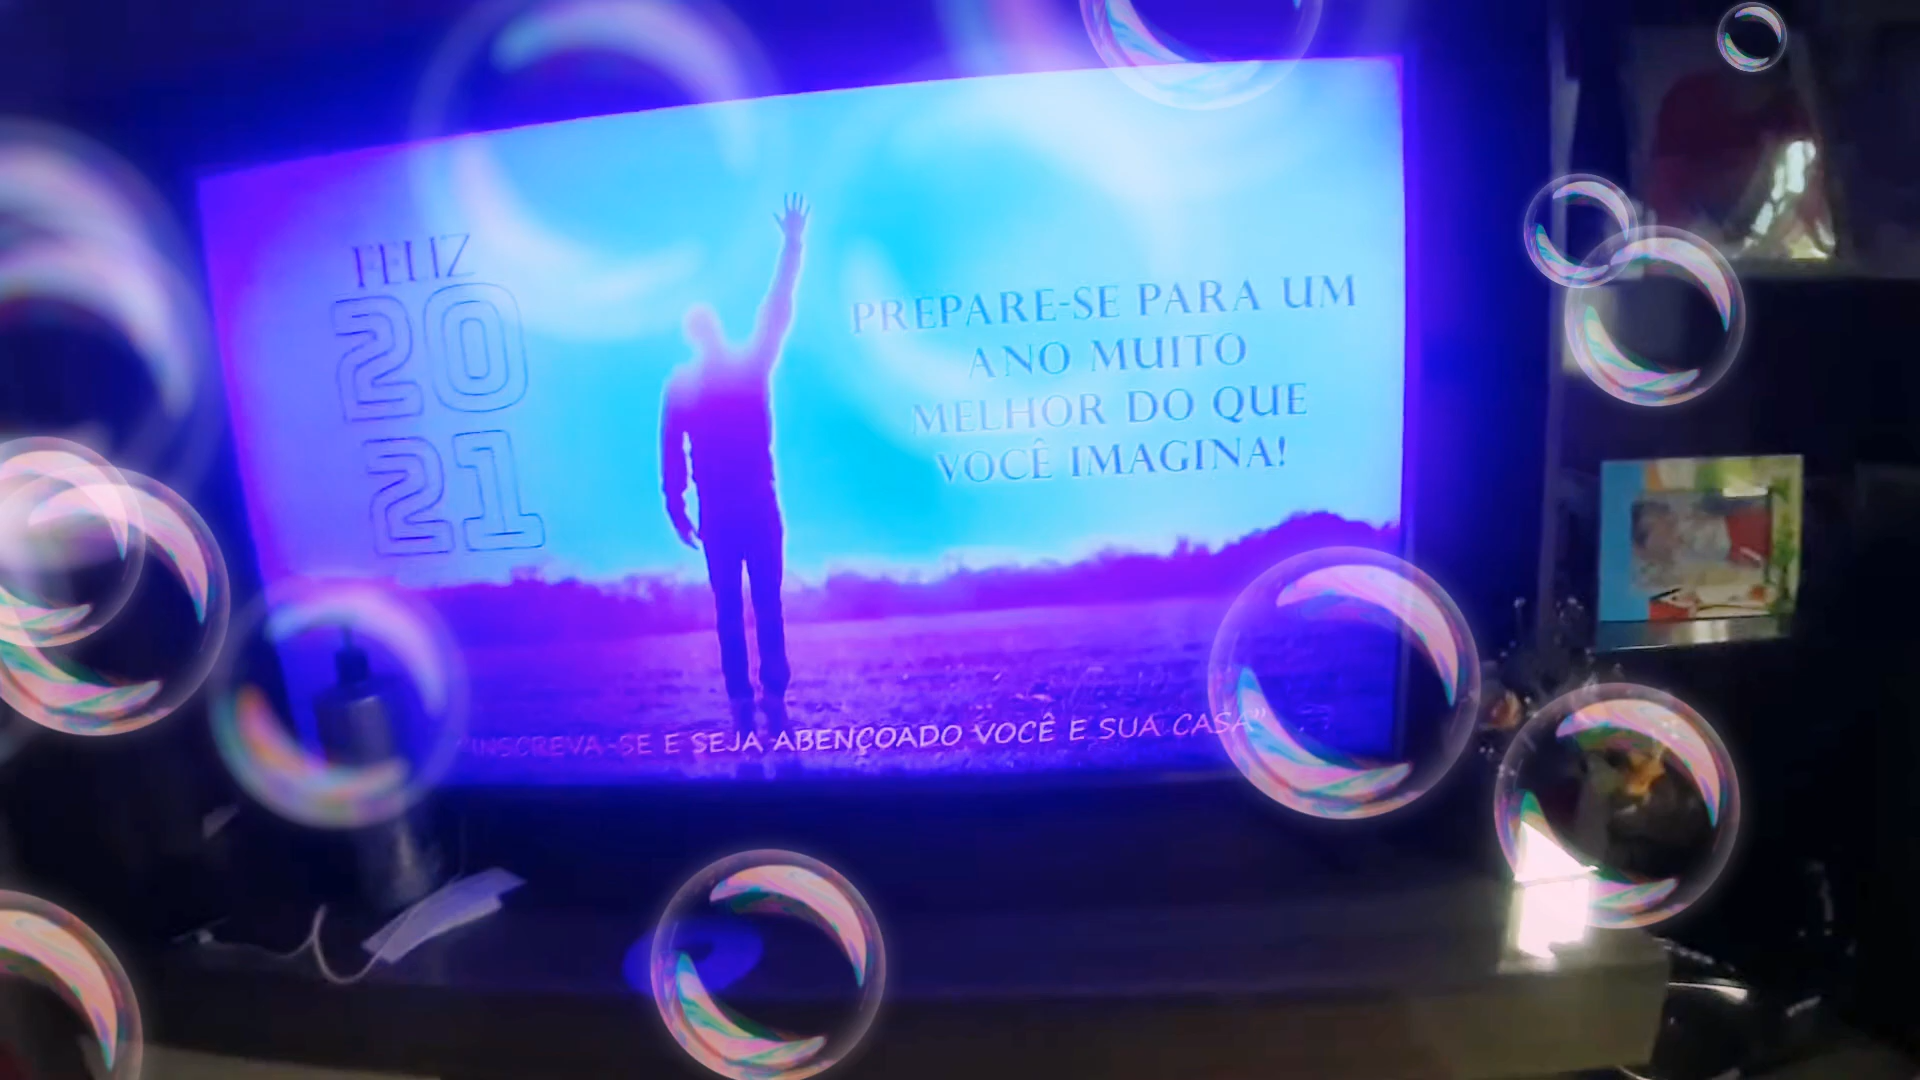 FELIZ
20
21
PREPARE-SE PARA UM
ANO MUITO
MELHOR DO QUE
VOCÊ IMAGINA!
INSCREVA-SE E SEJA ABENÇOADO VOCÊ E SUA CASA"